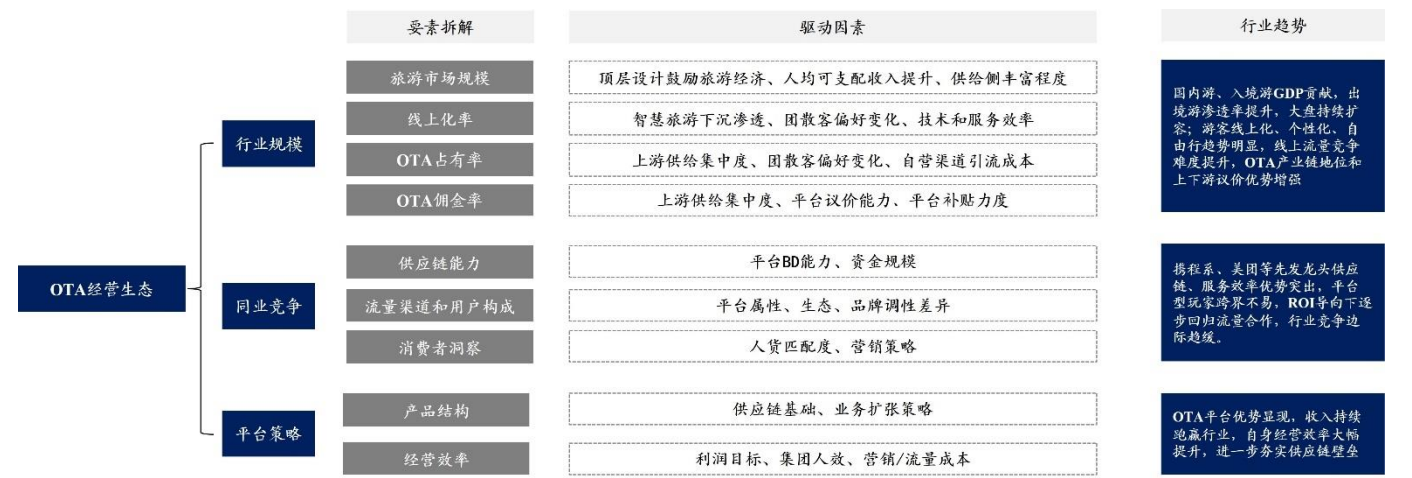 要素拆解
驱动因素
行业趋势
旅游市场规模
顶层设计鼓励旅游经济、人均可支配收入提升、供给侧丰富程度
线上化率
智慧旅游下沉渗透、团散客偏好变化、技术和服务效率
行业规模
OTA占有率
上游供给集中度、团散客偏好变化、自营渠道引流成本
OTA佣金率
上游供给集中度、平台议价能力、平台补贴力度
国内游、入境游GDP贡献，出
境游渗透率提升，大盘持续扩
容；游客线上化、个性化、自
由行趋势明显，线上流量竞争
难度提升，OTA产业链地位和
上下游议价优势增强
OTA经营生态
同业竞争
供应链能力
平台BD能力、资金规模
流量渠道和用户构成
平台属性、生态、品牌调性差异
消费者洞察
人货匹配度、营销策略
携程系、美团等先发龙头供应
链、服务效率优势突出，平台
型玩家跨界不易，ROI导向下逐
步回归流量合作，行业竞争边
际趋缓。
平台策略
产品结构
供应链基础、业务扩张策略
经营效率
利润目标、集团人效、营销/流量成本
OTA平台优势显现，收入持续
跑赢行业，自身经营效率大幅
提升，进一步夯实供应链壁垒